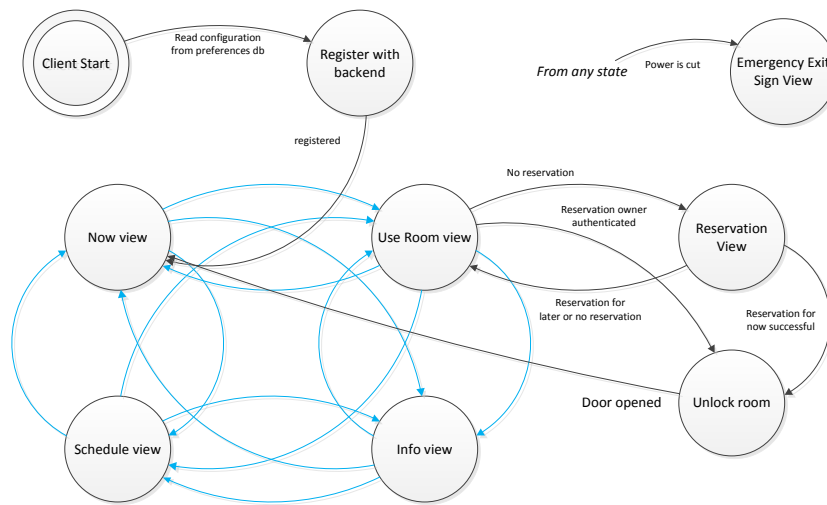 Client Start
Read configuration
from preferences db
Register with
backend
From any state
Power is cut
Emergency Exit
Sign View
registered
No reservation
Now view
Use Room view
Reservation owner
authenticated
Reservation
View
Reservation for
later or no reservation
Reservation for
now successful
Door opened
Unlock room
Schedule view
Info view